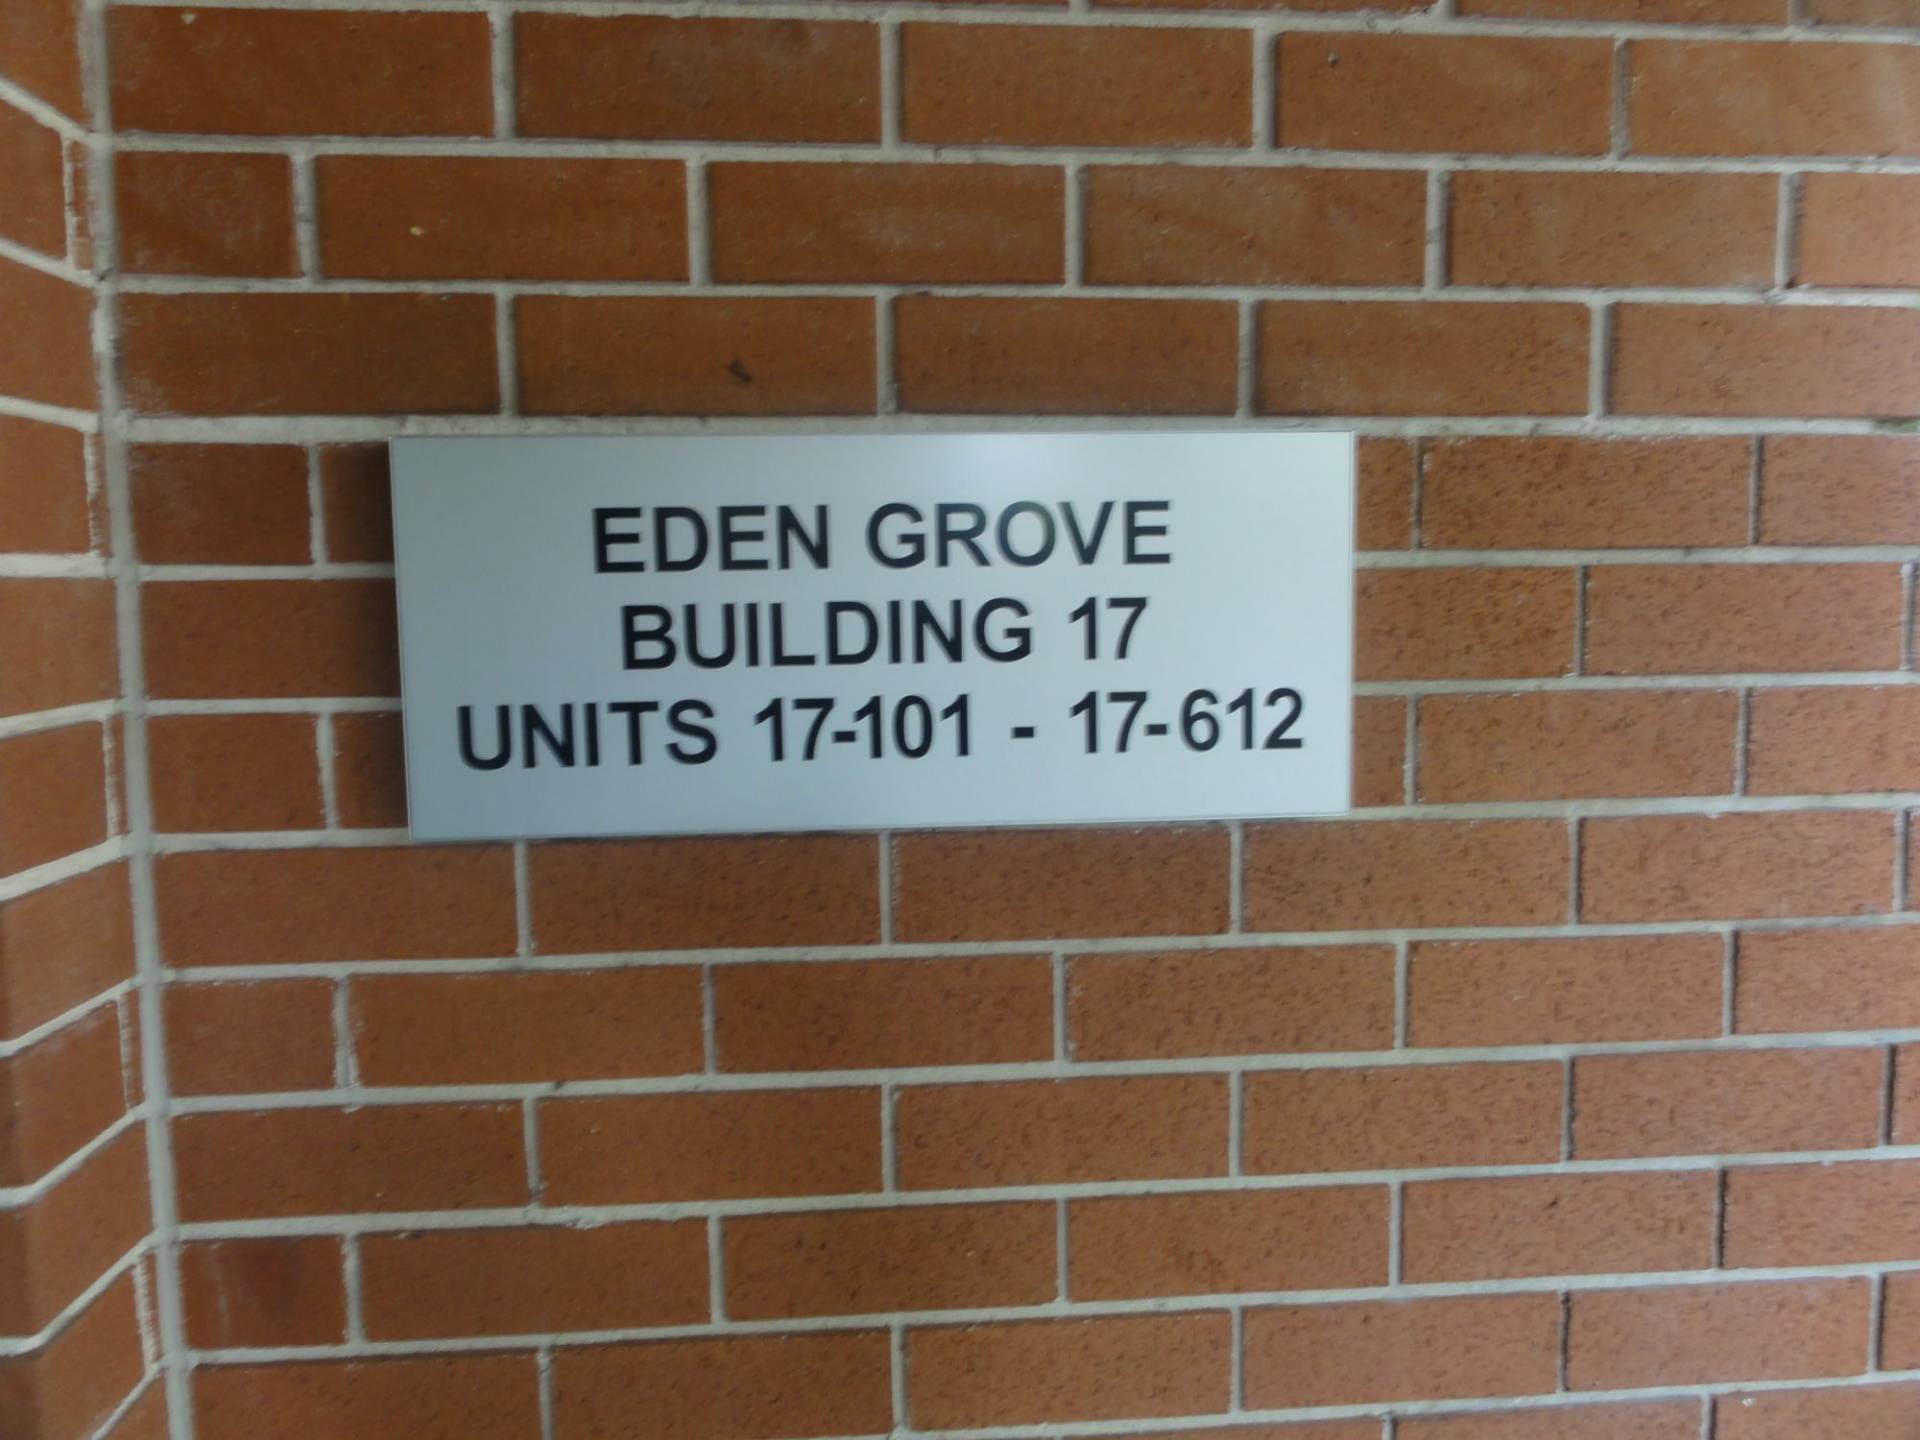 EDEN GROVE
BUILDING 17
UNITS 17-101 - 17-612